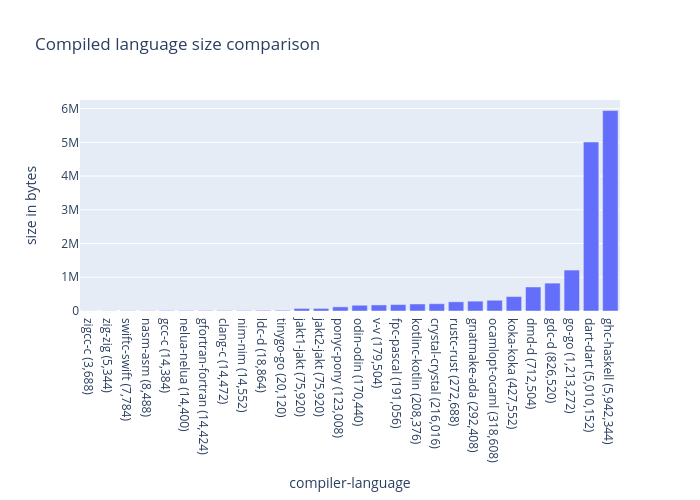 Compiled language size comparison
size in bytes
6M
5M
4M
3M
2M
1M
0
zigcc-c (3,688)
zig-zig (5,344)
swiftc-swift (7,784)
nasm-asm (8,488)
gcc-c (14,384)
nelua-nelua (14,400)
gfortran-fortran (14,424)
clang-c (14,472)
nim-nim (14,552)
ldc-d (18,864)
tinygo-go (20,120)
jakt1-jakt (75,920)
jakt2-jakt (75,920)
ponyc-pony (123,008)
odin-odin (170,440)
v-v (179,504)
fpc-pascal (191,056)
kotlinc-kotlin (208,376)
crystal-crystal (216,016)
rustc-rust (272,688)
gnatmake-ada (292,408)
ocamlopt-ocaml (318,608)
koka-koka (427,552)
dmd-d (712,504)
gdc-d (826,520)
go-go (1,213,272)
dart-dart (5,010,152)
ghc-haskell (5,942,344)
compiler-language